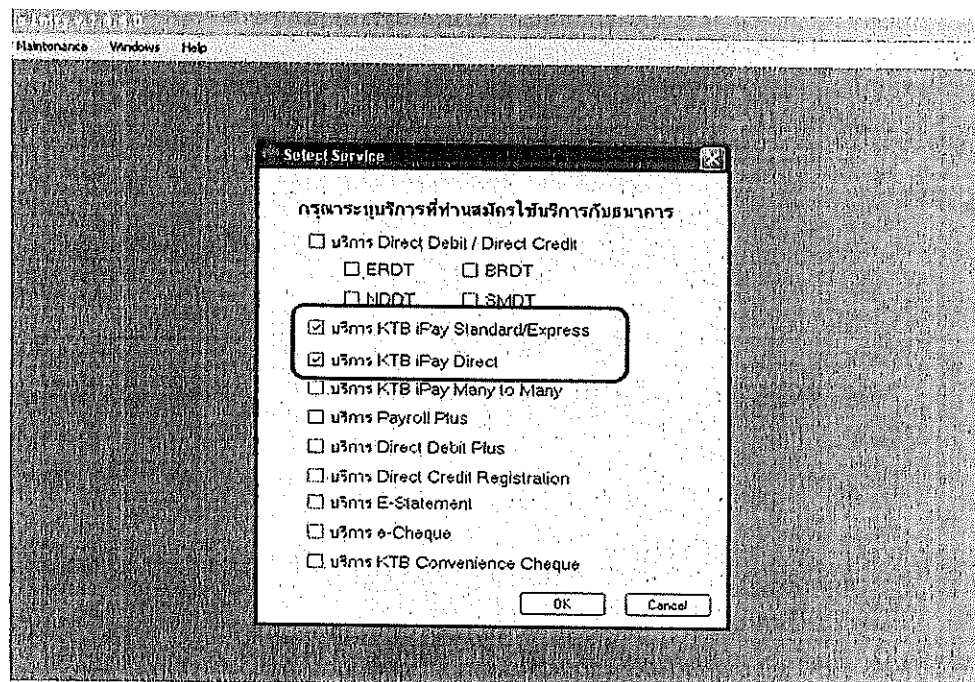 Maintenance Windows Help
Select Service
กรุณาระบุบริการที่ท่านสมัครใช้บริการกับธนาคาร
บริการ Direct Debit / Direct Credit
ERDT BRDT
NDDT SMDT
บริการ KTB iPay Standard/Express
บริการ KTB iPay Direct
บริการ KTB iPay Many to Many
บริการ Payroll Plus
บริการ Direct Debit Plus
บริการ Direct Credit Registration
บริการ E-Statement
บริการ e-Cheque
บริการ KTB Convenience Cheque
OK Cancel